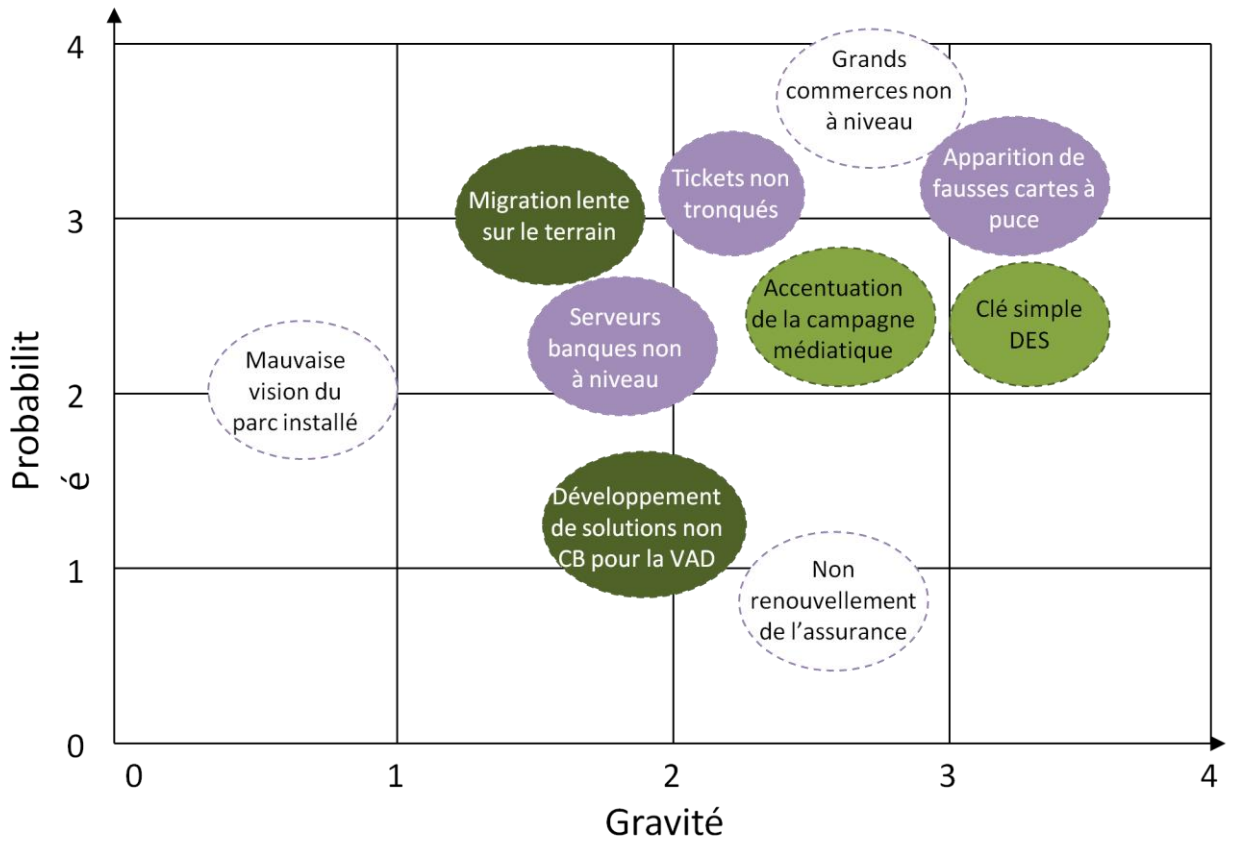 4
Grands
commerces non
à niveau
Apparition de
fausses cartes à
puce
Tickets non
tronqués
Migration lente
sur le terrain
3
Accentuation
de la campagne
médiatique
Clé simple
DES
Serveurs
banques non
à niveau
Mauvaise
vision du
parc installé
2
Probabilit
é
Développement
de solutions non
CB pour la VAD
1
Non
renouvellement
de l’assurance
0
0
1
2
3
4
Gravité